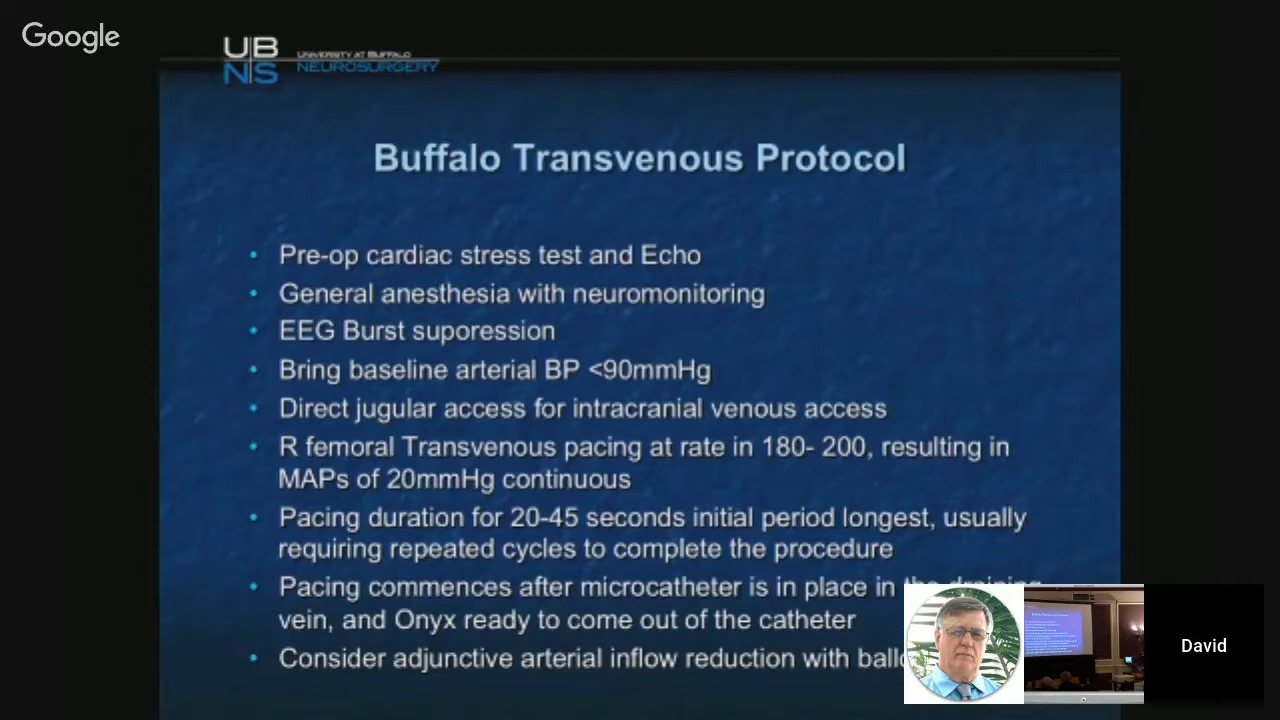 Google
UB
NS
UNIVERSITY AT BUFFALO
NEUROSURGERY
Buffalo Transvenous Protocol
• Pre-op cardiac stress test and Echo
• General anesthesia with neuromonitoring
• EEG Burst suporession
• Bring baseline arterial BP <90mmHg
• Direct jugular access for intracranial venous access
• R femoral Transvenous pacing at rate in 180- 200, resulting in
MAPs of 20mmHg continuous
• Pacing duration for 20-45 seconds initial period longest, usually
requiring repeated cycles to complete the procedure
• Pacing commences after microcatheter is in place in the draining
vein, and Onyx ready to come out of the catheter
• Consider adjunctive arterial inflow reduction with
David